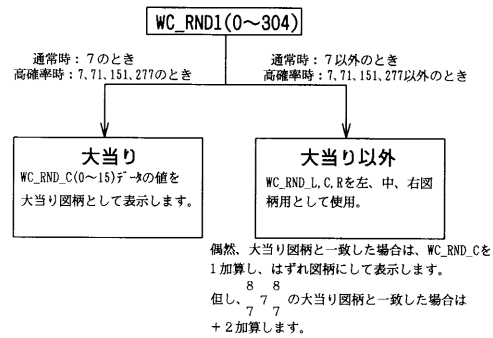 WC_RND1(0～304)
通常時：７のとき
高確率時：7,71,151,277のとき
通常時：７以外のとき
高確率時：7,71,151,277以外のとき
大当り
WC_RND_C(0～15)ﾃﾞｰﾀの値を
大当り図柄として表示します。
大当り以外
WC_RND_L,C,Rを左、中、右図
柄用として使用。
偶然、大当り図柄と一致した場合は、WC_RND_Cを
１加算し、はずれ図柄にして表示します。
8 8
但し、 7 の大当り図柄と一致した場合は
7 7
＋２加算します。